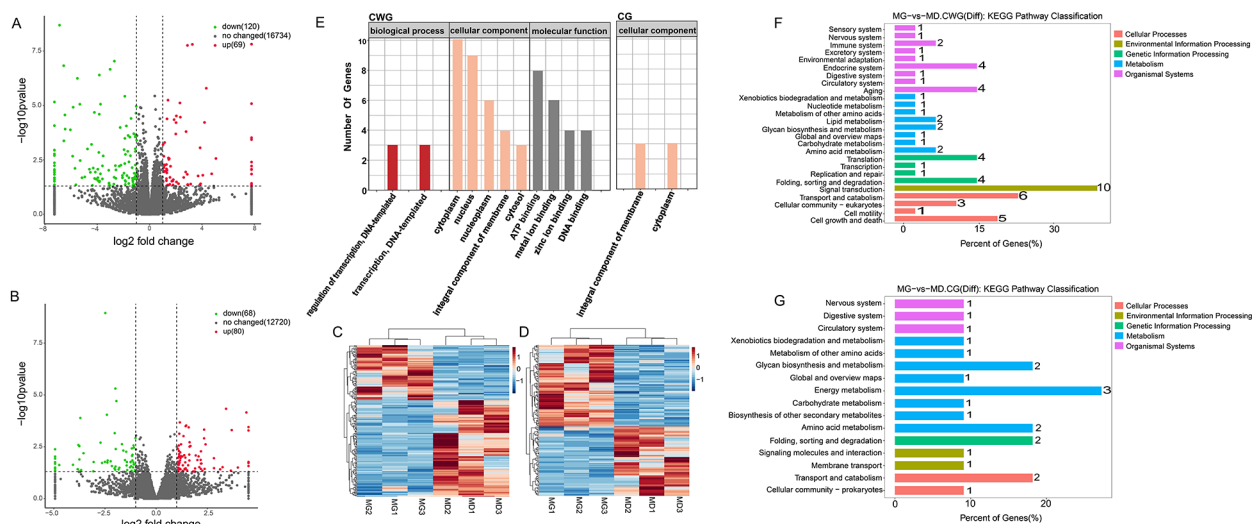 A
down(120)
no changed(16734)
up(69)
−log10pvalue
7.5
5.0
2.5
0.0
−4
0
4
8
log2 fold change
B
down(68)
no changed(12720)
up(80)
−log10pvalue
7.5
5.0
2.5
0.0
−5.0
−2.5
0.0
2.5
5.0
log2 fold change
E
CWG
CG
biological process
cellular component
molecular function
cellular component
Number Of Genes
10
8
6
4
2
0
regulation of transcription, DNA-templated
transcription, DNA-templated
cytoplasm
nucleus
nucleoplasm
Integral component of membrane
cytosol
ATP binding
metal ion binding
zinc ion binding
DNA binding
Integral component of membrane
cytoplasm
C
1
0
−1
MG2
MG1
MG3
MD2
MD1
MD3
D
1
0
−1
MG1
MG2
MG3
MD2
MD1
MD3
F
MG-vs-MD.CWG(Diff): KEGG Pathway Classification
Sensory system 1
Nervous system 1
Immune system 2
Excretory system 1
Environmental adaptation 1
Endocrine system 4
Digestive system 1
Circulatory system 1
Aging 4
Xenobiotics biodegradation and metabolism 1
Nucleotide metabolism 1
Metabolism of other amino acids 1
Lipid metabolism 2
Glycan biosynthesis and metabolism 2
Global and overview maps 1
Carbohydrate metabolism 1
Amino acid metabolism 2
Translation 4
Transcription 1
Replication and repair 1
Folding, sorting and degradation 4
Signal transduction 10
Transport and catabolism 6
Cellular community − eukaryotes 3
Cell motility 1
Cell growth and death 5
0
10
20
30
Percent of Genes(%)
Cellular Processes
Environmental Information Processing
Genetic Information Processing
Metabolism
Organismal Systems
G
MG-vs-MD.CG(Diff): KEGG Pathway Classification
Nervous system 1
Digestive system 1
Circulatory system 1
Xenobiotics biodegradation and metabolism 1
Metabolism of other amino acids 1
Glycan biosynthesis and metabolism 2
Global and overview maps 1
Energy metabolism 3
Carbohydrate metabolism 1
Biosynthesis of other secondary metabolites 1
Amino acid metabolism 2
Folding, sorting and degradation 2
Signaling molecules and interaction 1
Membrane transport 1
Transport and catabolism 2
Cellular community − prokaryotes 1
0
10
20
Percent of Genes(%)
Cellular Processes
Environmental Information Processing
Genetic Information Processing
Metabolism
Organismal Systems